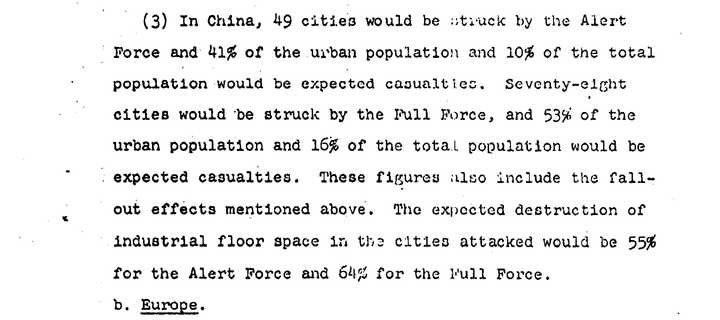 (3) In China, 49 cities would be struck by the Alert
Force and 41% of the urban population and 10% of the total
population would be expected casualties. Seventy-eight
cities would be struck by the Full Force, and 53% of the
urban population and 16% of the total population would be
expected casualties. These figures also include the fall-
out effects mentioned above. The expected destruction of
industrial floor space in the cities attacked would be 55%
for the Alert Force and 64% for the Full Force.
b. Europe.